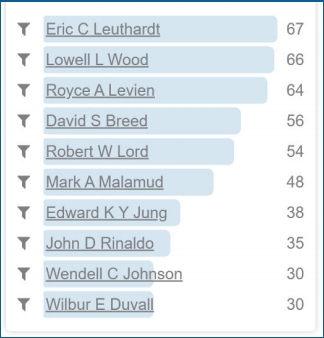 Eric C Leuthardt 67
Lowell L Wood 66
Royce A Levien 64
David S Breed 56
Robert W Lord 54
Mark A Malamud 48
Edward K Y Jung 38
John D Rinaldo 35
Wendell C Johnson 30
Wilbur E Duvall 30